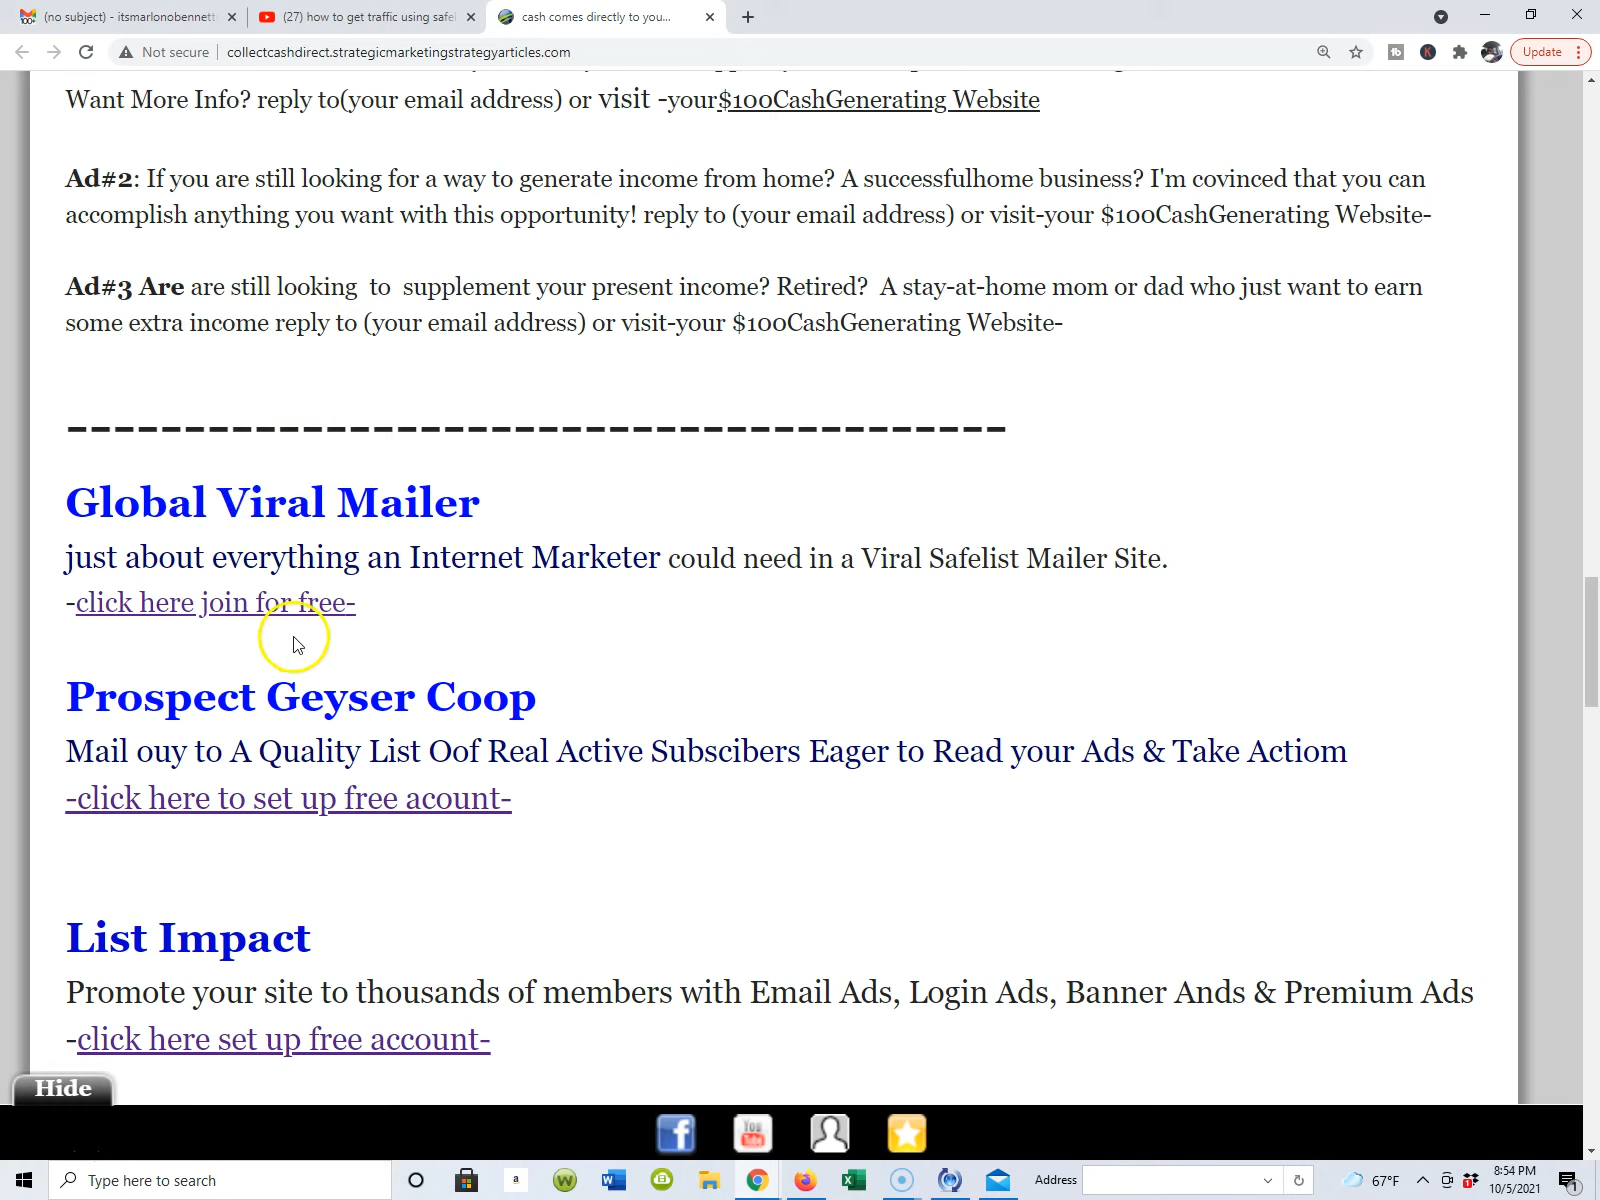 (no subject) - itsmarlonobennett
(27) how to get traffic using safel
cash comes directly to you...
Not secure
collectcashdirect.strategicmarketingstrategyarticles.com
Update
Want More Info? reply to(your email address) or visit -your$100CashGenerating Website
Ad#2: If you are still looking for a way to generate income from home? A successfulhome business? I'm covinced that you can
accomplish anything you want with this opportunity! reply to (your email address) or visit-your $100CashGenerating Website-
Ad#3 Are are still looking to supplement your present income? Retired? A stay-at-home mom or dad who just want to earn
some extra income reply to (your email address) or visit-your $100CashGenerating Website-
----------------------------------------
Global Viral Mailer
just about everything an Internet Marketer could need in a Viral Safelist Mailer Site.
-click here join for free-
Prospect Geyser Coop
Mail ouy to A Quality List Oof Real Active Subscibers Eager to Read your Ads & Take Actiom
-click here to set up free acount-
List Impact
Promote your site to thousands of members with Email Ads, Login Ads, Banner Ands & Premium Ads
-click here set up free account-
Hide
You
Tube
Type here to search
Address
67°F
8:54 PM
10/5/2021